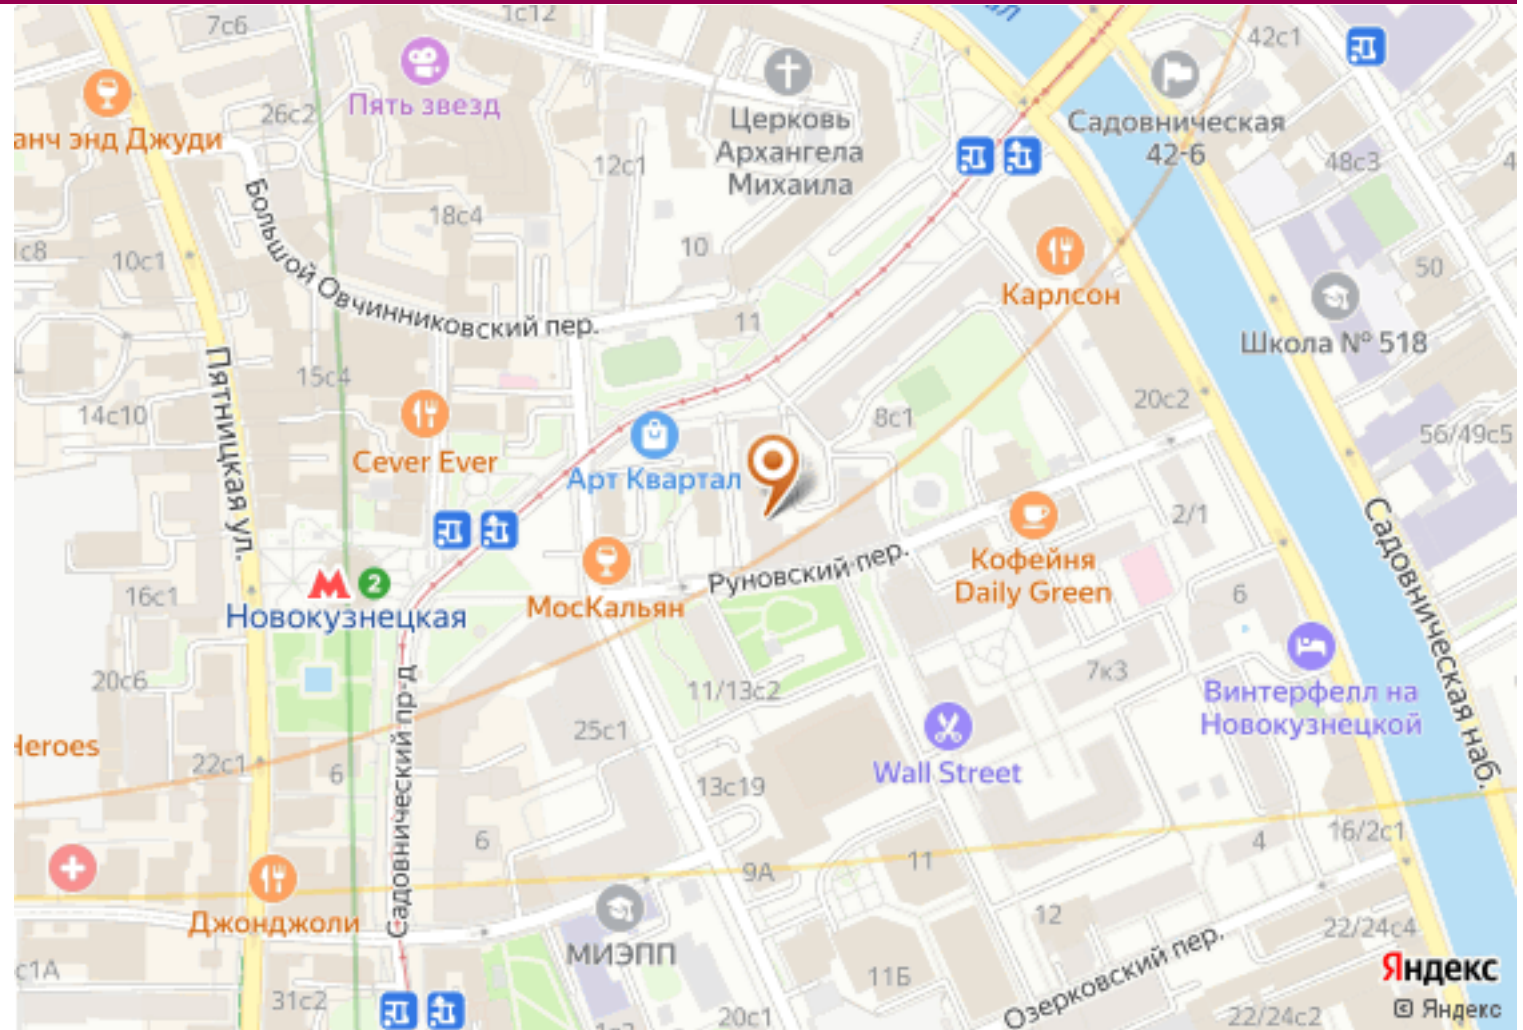 7с6
1с12
ал
42с1
26с2
Пять звезд
анч энд Джуди
Церковь
Архангела
Михаила
Садовническая
42-6
12с1
48с3
4
Большой Овчинниковский пер.
18с4
1с8
10с1
10
50
Карлсон
11
Школа № 518
Пятницкая ул.
15с4
14с10
8с1
20с2
56/49с5
Cever Ever
Арт Квартал
2/1
Садовническая наб.
Руновский пер.
Кофейня
Daily Green
М 2
Новокузнецкая
16с1
МосКальян
6
20с6
11/13с2
7к3
Винтерфелл на
Новокузнецкой
Садовнический пр-д
25с1
Heroes
22с1
6
Wall Street
13с19
6
16/2с1
4
9А
11
Джонджоли
12
МИЭПП
22/24с4
Озерковский пер.
с1А
11Б
Яндекс
31с2
20с1
22/24с2
© Яндекс